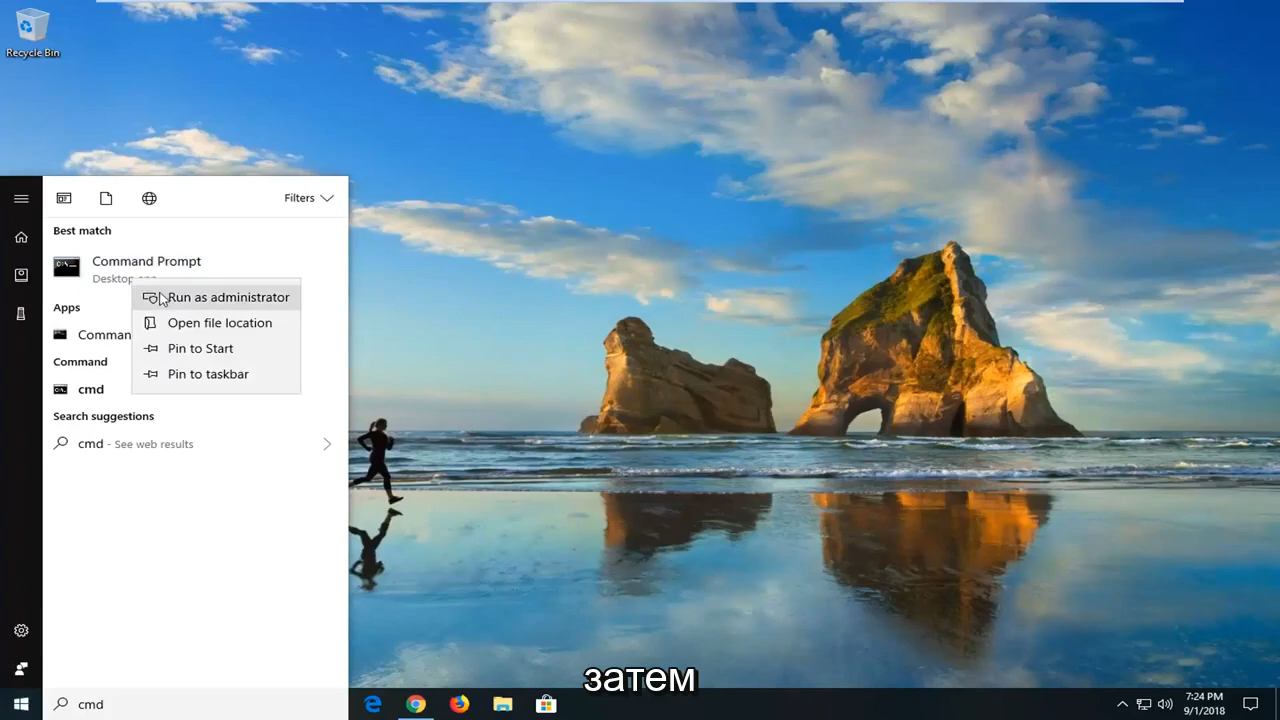 Recycle Bin
Filters
Best match
Command Prompt
Desktop app
Run as administrator
Apps
Open file location
Comman
Pin to Start
Command
Pin to taskbar
cmd
Search suggestions
cmd - See web results
затем
cmd
7:24 PM
9/1/2018